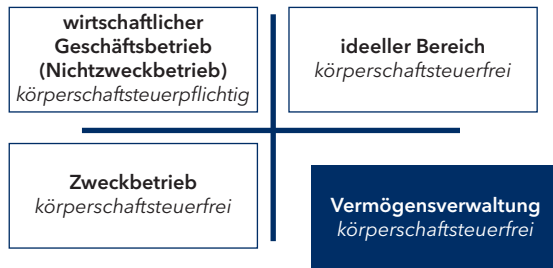 wirtschaftlicher
Geschäftsbetrieb
(Nichtzweckbetrieb)
körperschaftsteuerpflichtig
ideeller Bereich
körperschaftsteuerfrei
Zweckbetrieb
körperschaftsteuerfrei
Vermögensverwaltung
körperschaftsteuerfrei